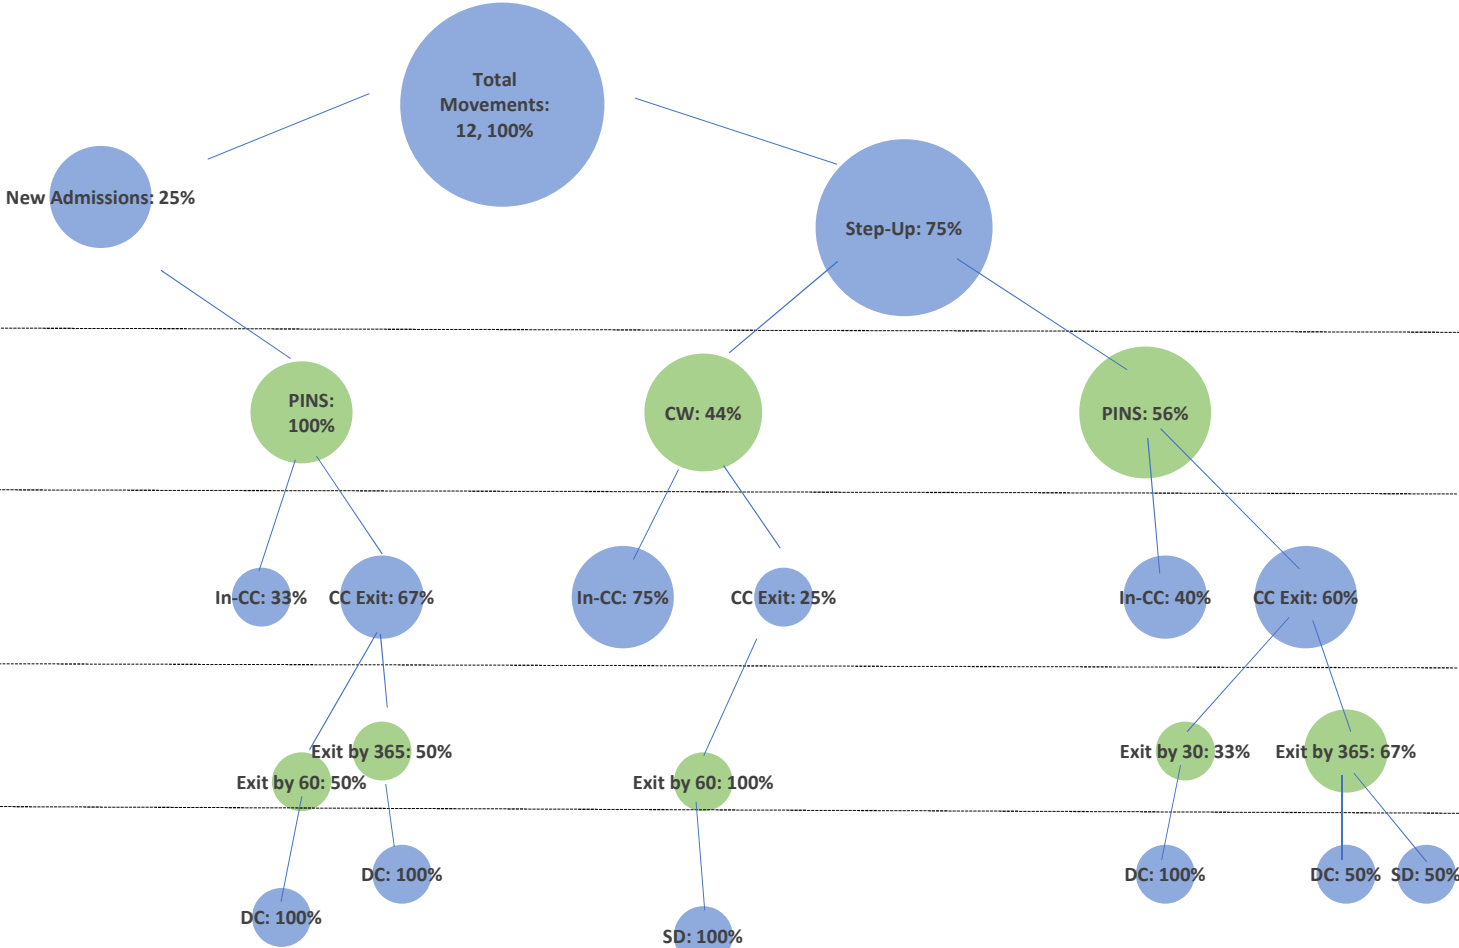 Total
Movements:
12, 100%
New Admissions: 25%
Step-Up: 75%
PINS:
100%
CW: 44%
PINS: 56%
In-CC: 33%
CC Exit: 67%
In-CC: 75%
CC Exit: 25%
In-CC: 40%
CC Exit: 60%
Exit by 365: 50%
Exit by 60: 50%
Exit by 60: 100%
Exit by 30: 33%
Exit by 365: 67%
DC: 100%
DC: 100%
SD: 100%
DC: 100%
DC: 50%
SD: 50%